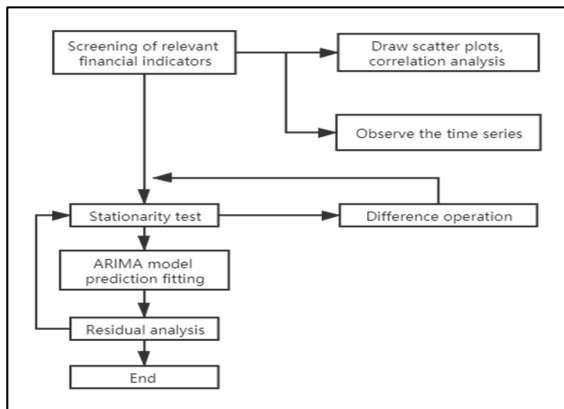 Screening of relevant
financial indicators
Draw scatter plots,
correlation analysis
Observe the time series
Stationarity test
Difference operation
ARIMA model
prediction fitting
Residual analysis
End